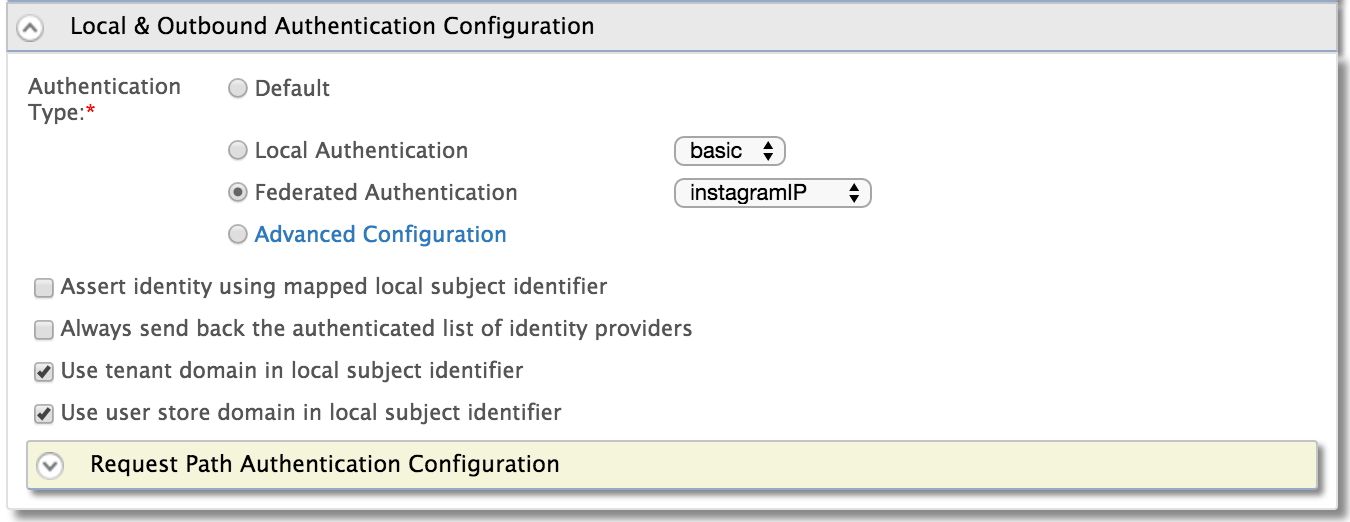 Local & Outbound Authentication Configuration
Authentication
Type:*
Default
Local Authentication
basic
Federated Authentication
instagramIP
Advanced Configuration
Assert identity using mapped local subject identifier
Always send back the authenticated list of identity providers
Use tenant domain in local subject identifier
Use user store domain in local subject identifier
Request Path Authentication Configuration